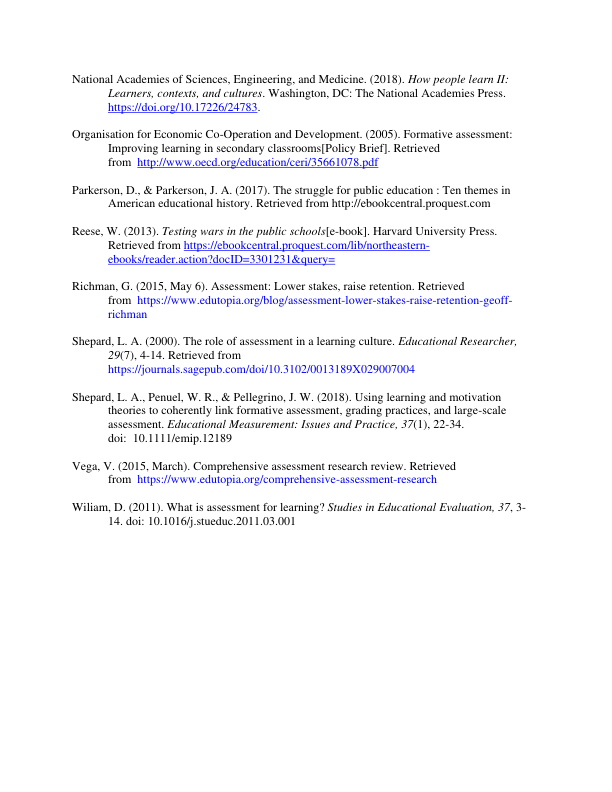 National Academies of Sciences, Engineering, and Medicine. (2018). How people learn II:
Learners, contexts, and cultures. Washington, DC: The National Academies Press.
https://doi.org/10.17226/24783.
Organisation for Economic Co-Operation and Development. (2005). Formative assessment:
Improving learning in secondary classrooms[Policy Brief]. Retrieved
from  http://www.oecd.org/education/ceri/35661078.pdf
Parkerson, D., & Parkerson, J. A. (2017). The struggle for public education : Ten themes in
American educational history. Retrieved from http://ebookcentral.proquest.com
Reese, W. (2013). Testing wars in the public schools[e-book]. Harvard University Press.
Retrieved from https://ebookcentral.proquest.com/lib/northeastern-
ebooks/reader.action?docID=3301231&query=
Richman, G. (2015, May 6). Assessment: Lower stakes, raise retention. Retrieved
from  https://www.edutopia.org/blog/assessment-lower-stakes-raise-retention-geoff-
richman
Shepard, L. A. (2000). The role of assessment in a learning culture. Educational Researcher,
29(7), 4-14. Retrieved from
https://journals.sagepub.com/doi/10.3102/0013189X029007004
Shepard, L. A., Penuel, W. R., & Pellegrino, J. W. (2018). Using learning and motivation
theories to coherently link formative assessment, grading practices, and large-scale
assessment. Educational Measurement: Issues and Practice, 37(1), 22-34.
doi:  10.1111/emip.12189
Vega, V. (2015, March). Comprehensive assessment research review. Retrieved
from  https://www.edutopia.org/comprehensive-assessment-research
Wiliam, D. (2011). What is assessment for learning? Studies in Educational Evaluation, 37, 3-
14. doi: 10.1016/j.stueduc.2011.03.001